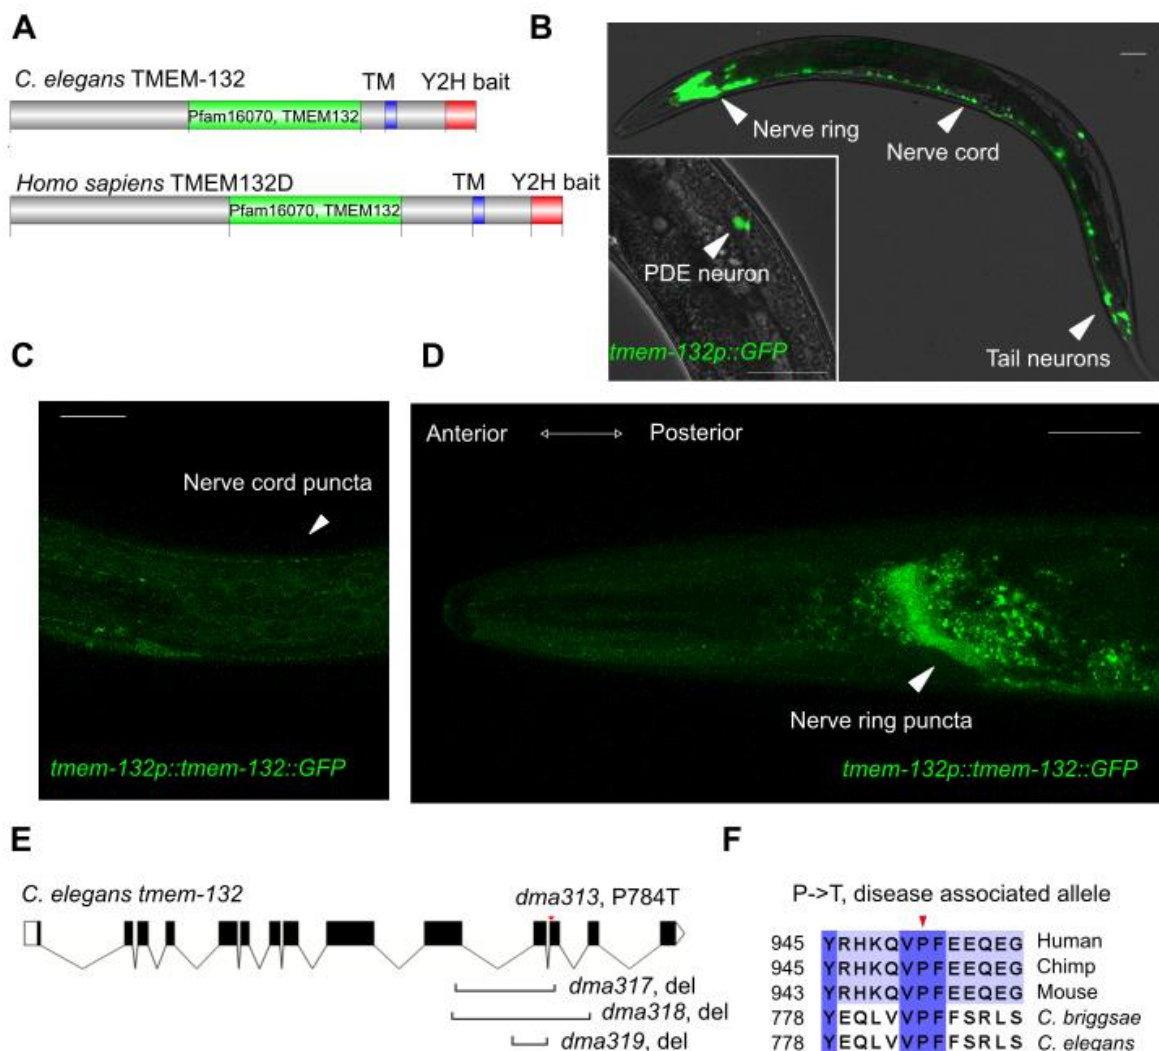 A
C. elegans TMEM-132
TM
Y2H bait
Pfam16070, TMEM132
Homo sapiens TMEM132D
TM
Y2H bait
Pfam16070, TMEM132
B
Nerve ring
Nerve cord
PDE neuron
tmem-132p::GFP
Tail neurons
C
Nerve cord puncta
tmem-132p::tmem-132::GFP
D
Anterior
Posterior
Nerve ring puncta
tmem-132p::tmem-132::GFP
E
C. elegans tmem-132
dma313, P784T
dma317, del
dma318, del
dma319, del
F
P->T, disease associated allele
945 YRHKQVPFEEQEG Human
945 YRHKQVPFEEQEG Chimp
943 YRHKQVPFEEQEG Mouse
778 YEQLVVPFFSRLS C. briggsae
778 YEQLVVPFFSRLS C. elegans